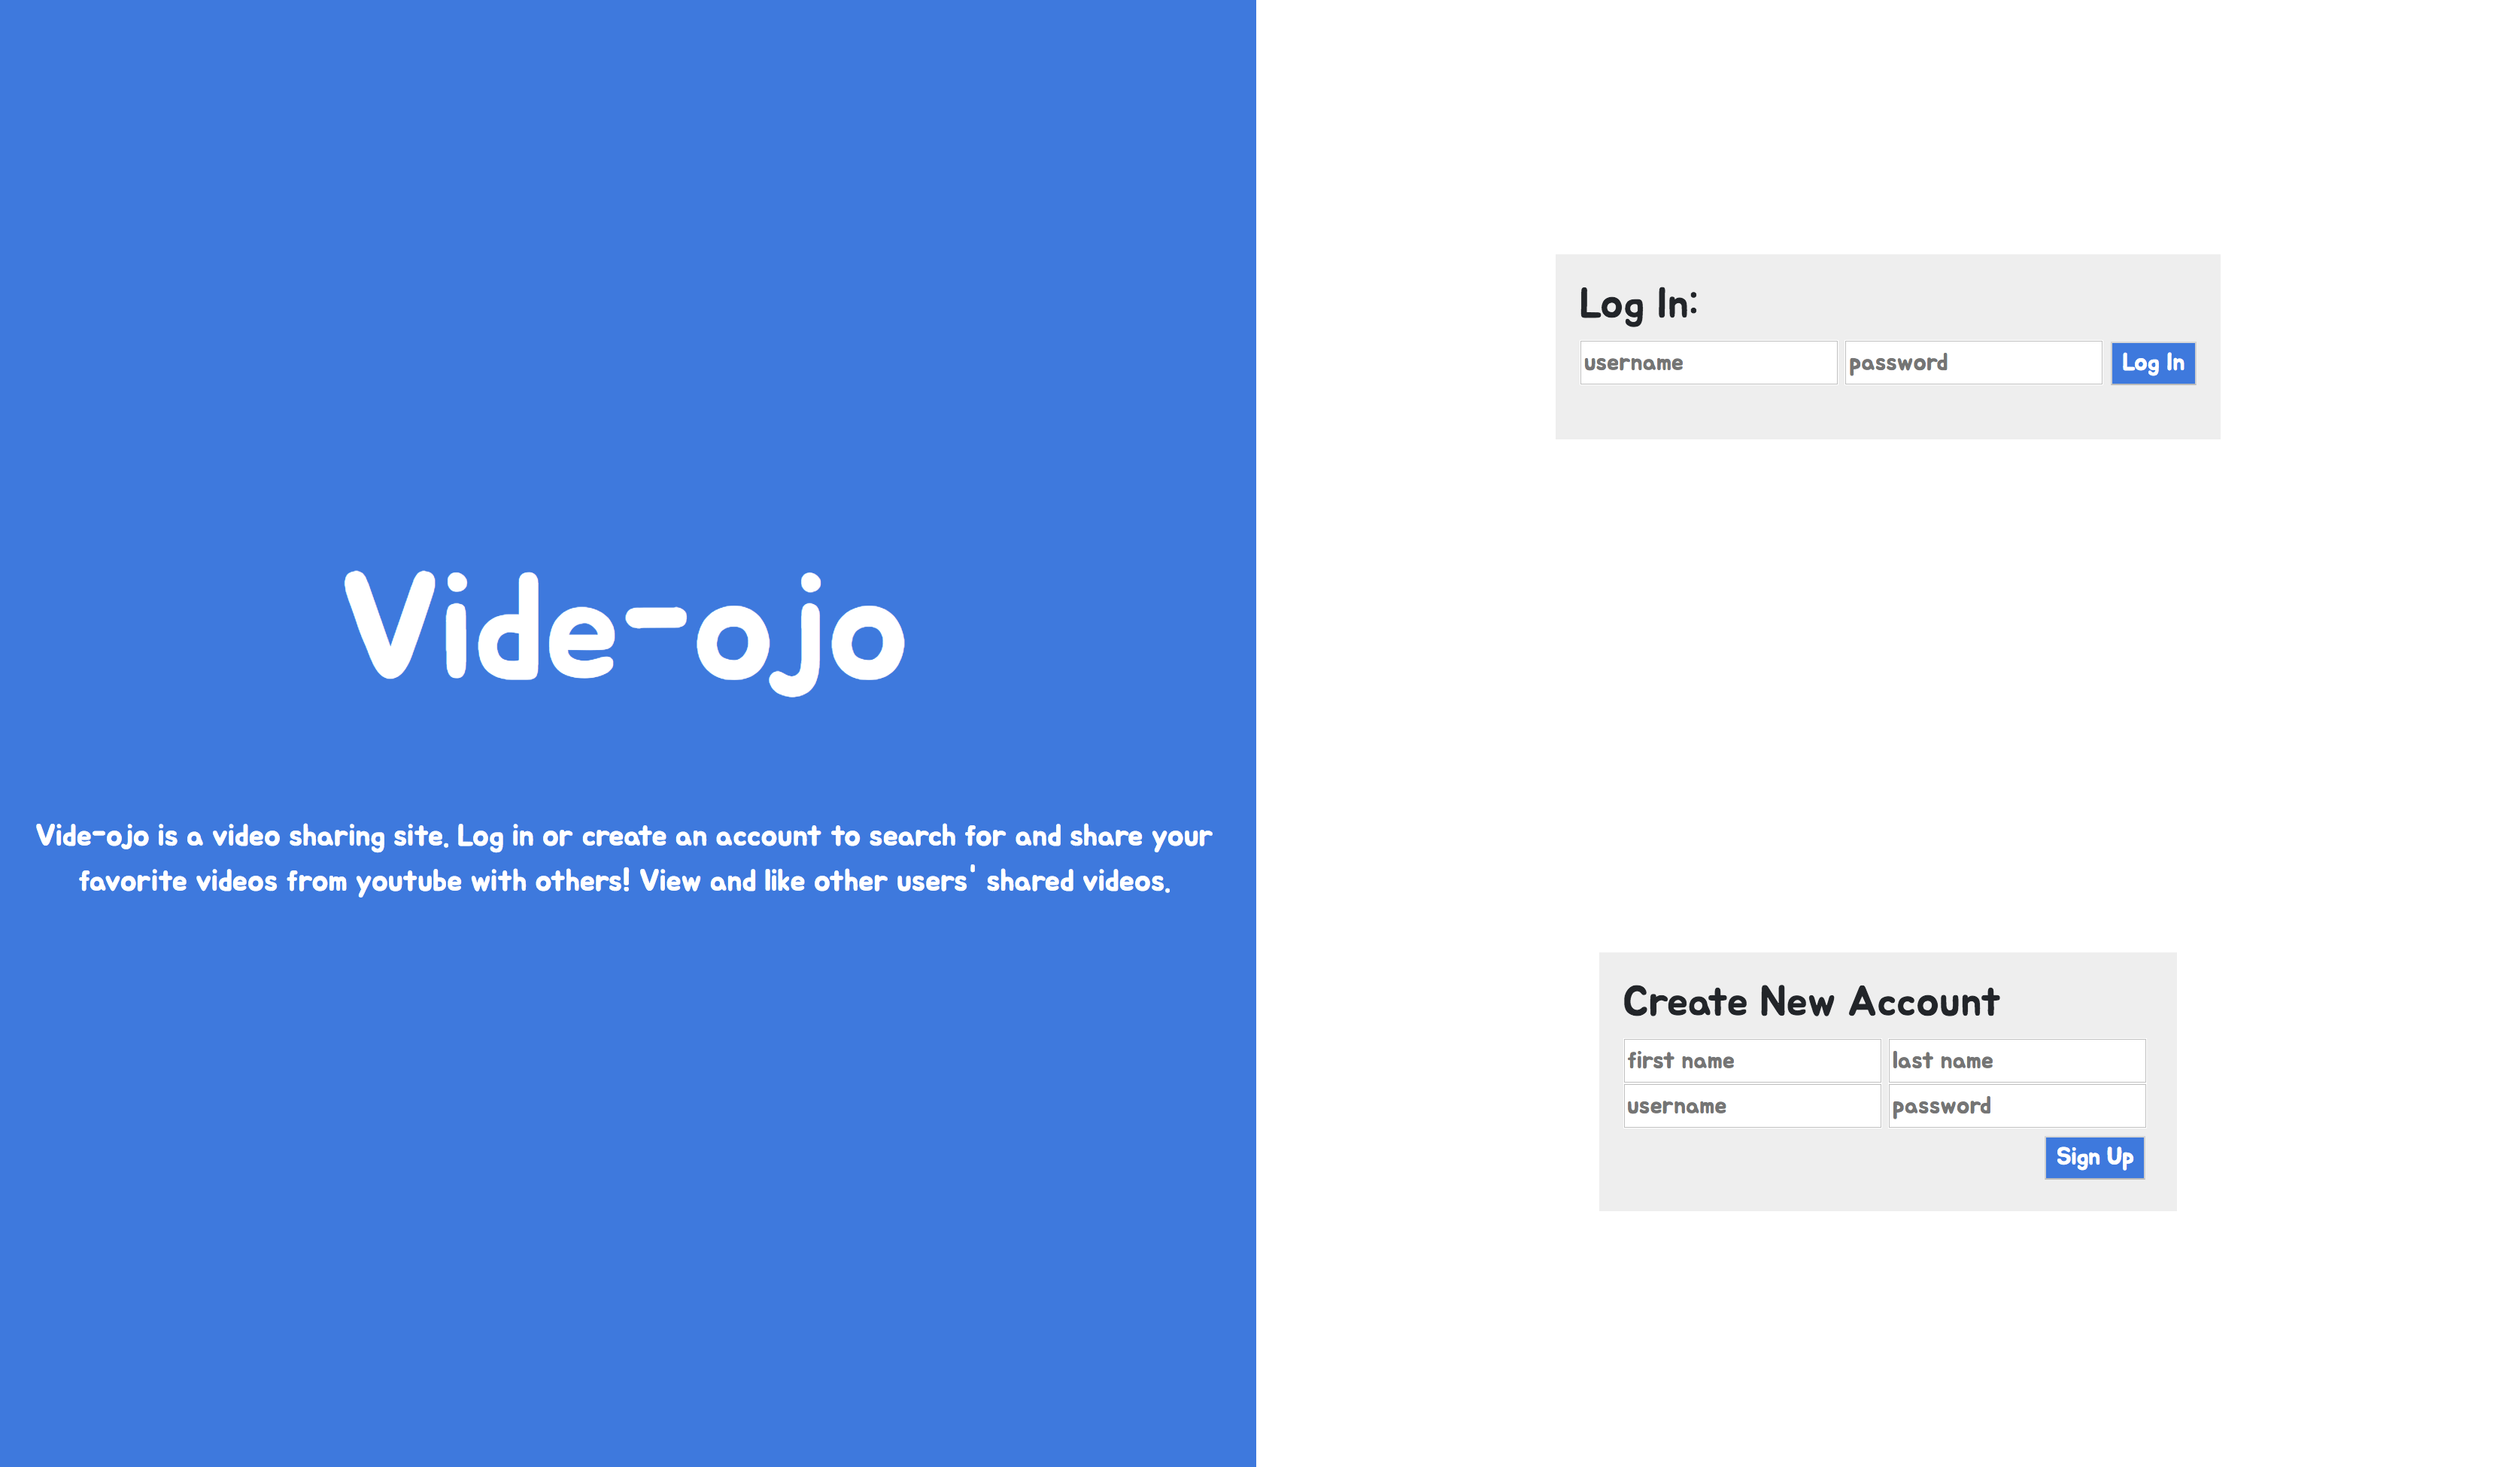 Vide-ojo
Vide-ojo is a video sharing site. Log in or create an account to search for and share your
favorite videos from youtube with others! View and like other users' shared videos.
Log In:
username password Log In
Create New Account
first name last name
username password
Sign Up